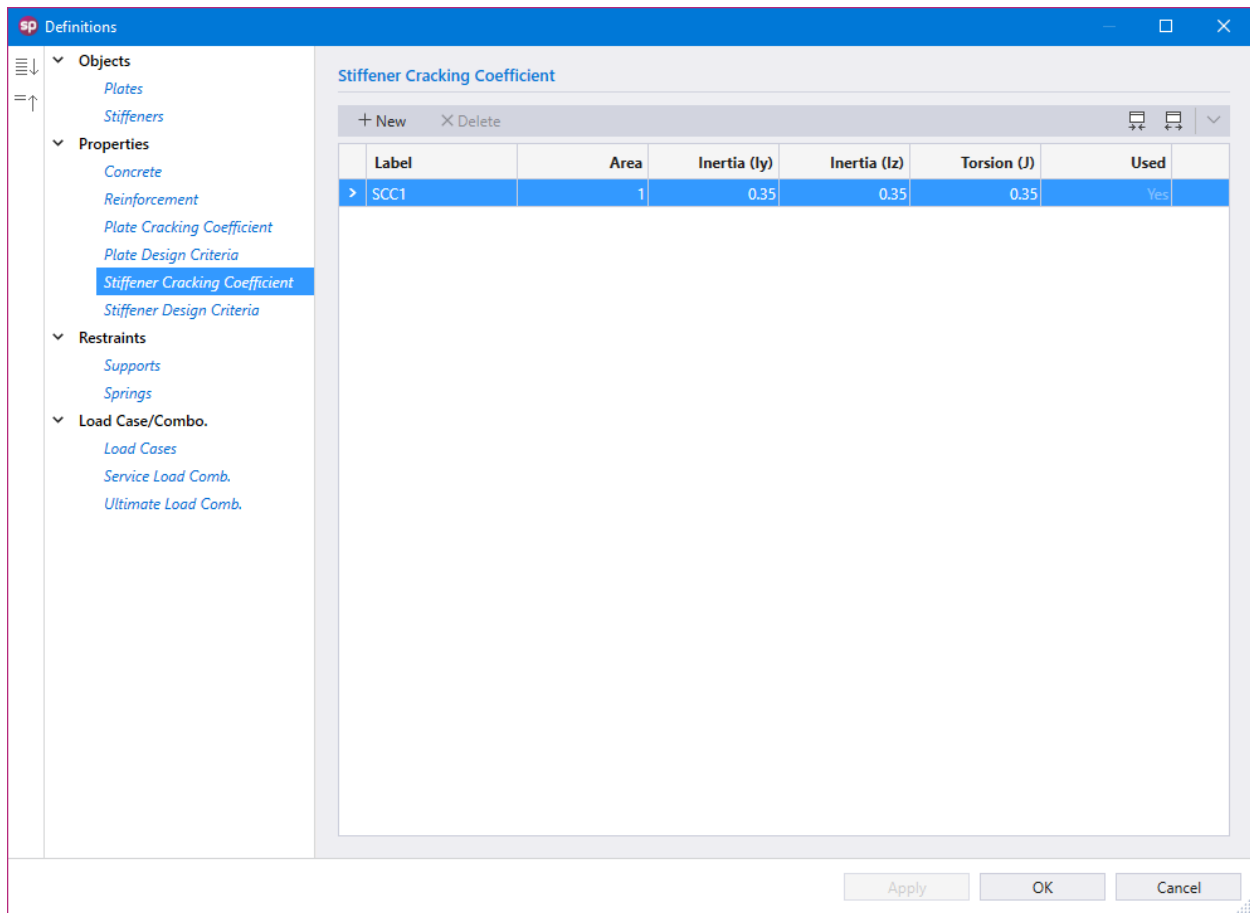 sp Definitions
Objects
Plates
Stiffeners
Properties
Concrete
Reinforcement
Plate Cracking Coefficient
Plate Design Criteria
Stiffener Cracking Coefficient
Stiffener Design Criteria
Restraints
Supports
Springs
Load Case/Combo.
Load Cases
Service Load Comb.
Ultimate Load Comb.
Stiffener Cracking Coefficient
New Delete
Label Area Inertia (Iy) Inertia (Iz) Torsion (J) Used
SCC1 1 0.35 0.35 0.35 Yes
Apply OK Cancel